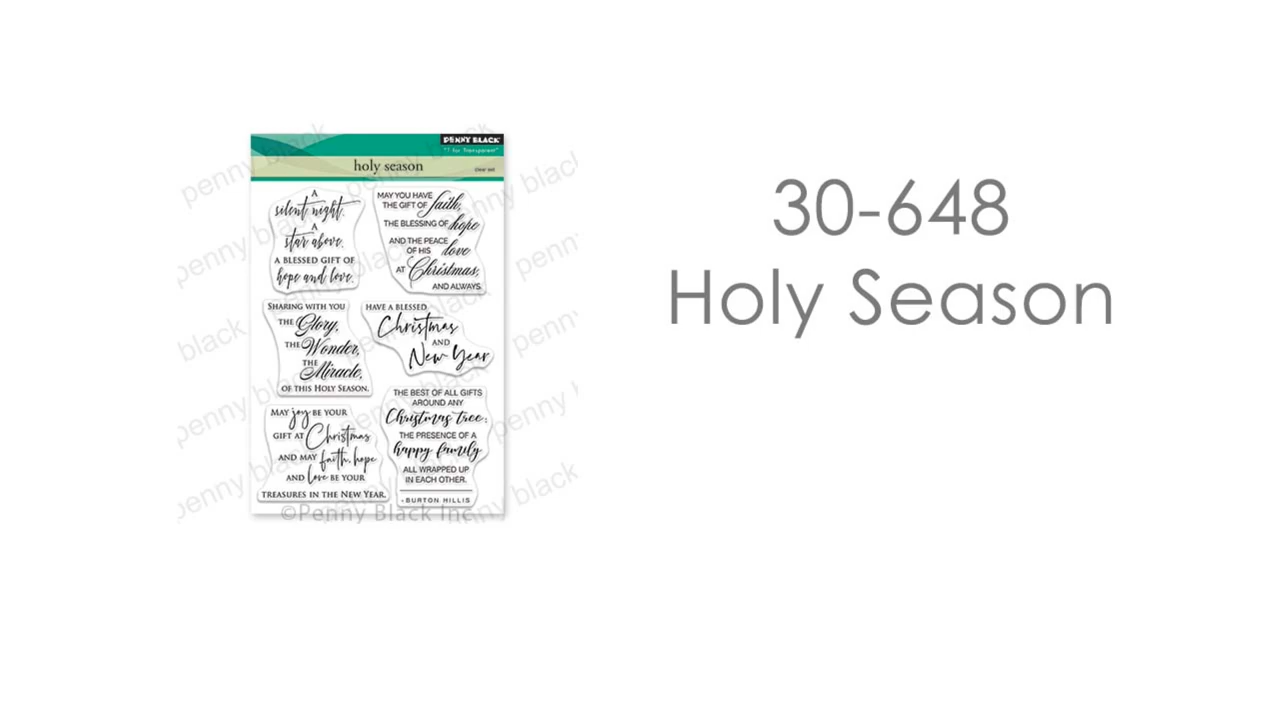 PENNY BLACK
"T for Transparent"
holy season
clear set
A
silent night.
A
star above.
A BLESSED GIFT OF
hope and love.
MAY YOU HAVE
THE GIFT OF faith,
THE BLESSING OF hope
AND THE PEACE
OF HIS love
AT Christmas,
AND ALWAYS.
SHARING WITH YOU
THE Glory,
THE Wonder,
THE
Miracle,
OF THIS HOLY SEASON.
HAVE A BLESSED
Christmas
AND
New Year
MAY joy BE YOUR
GIFT AT Christmas
AND MAY faith, hope
AND love BE YOUR
TREASURES IN THE NEW YEAR.
THE BEST OF ALL GIFTS
AROUND ANY
Christmas tree:
THE PRESENCE OF A
happy family
ALL WRAPPED UP
IN EACH OTHER.
-BURTON HILLIS
©Penny Black Inc.
penny black
30-648
Holy Season